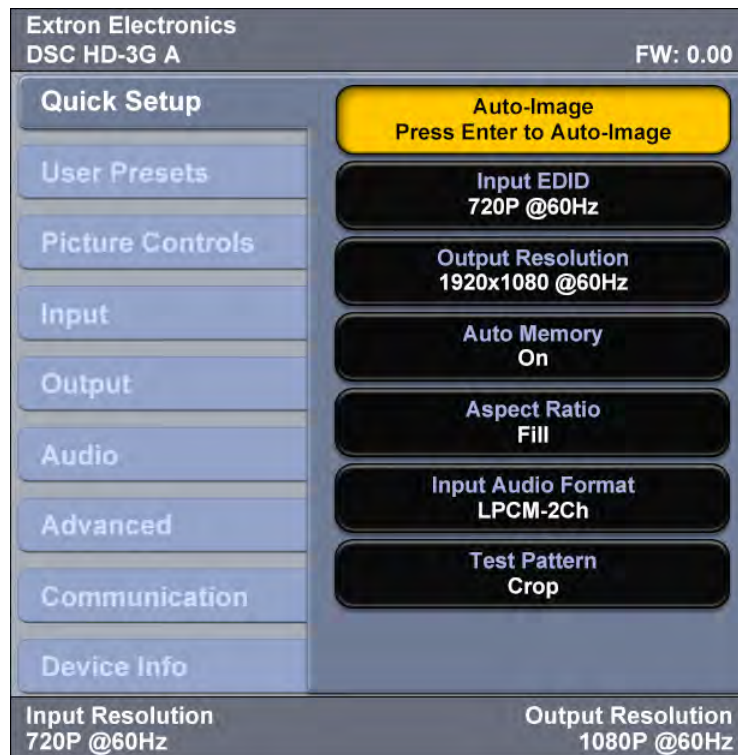 Extron Electronics
DSC HD-3G A
FW: 0.00
Quick Setup
User Presets
Picture Controls
Input
Output
Audio
Advanced
Communication
Device Info
Auto-Image
Press Enter to Auto-Image
Input EDID
720P @60Hz
Output Resolution
1920x1080 @60Hz
Auto Memory
On
Aspect Ratio
Fill
Input Audio Format
LPCM-2Ch
Test Pattern
Crop
Input Resolution
720P @60Hz
Output Resolution
1080P @60Hz